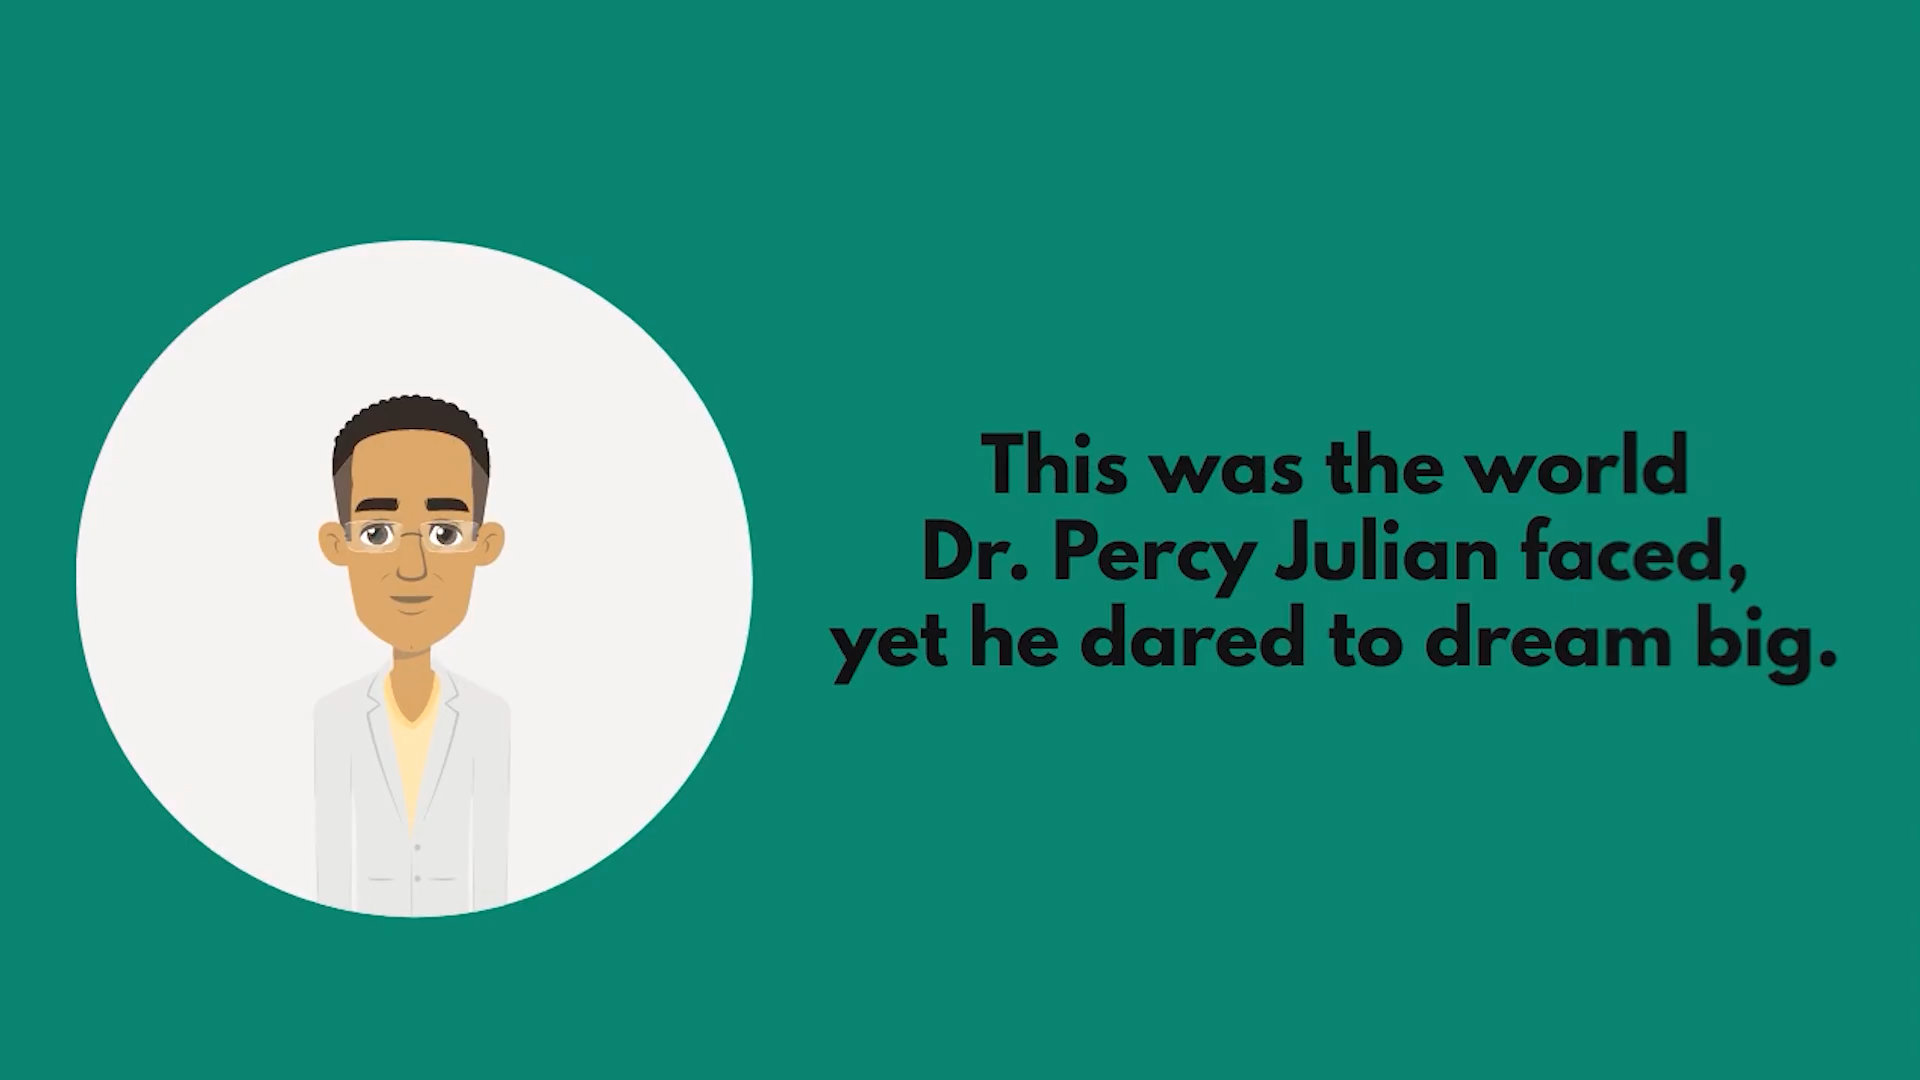 This was the world
Dr. Percy Julian faced,
yet he dared to dream big.